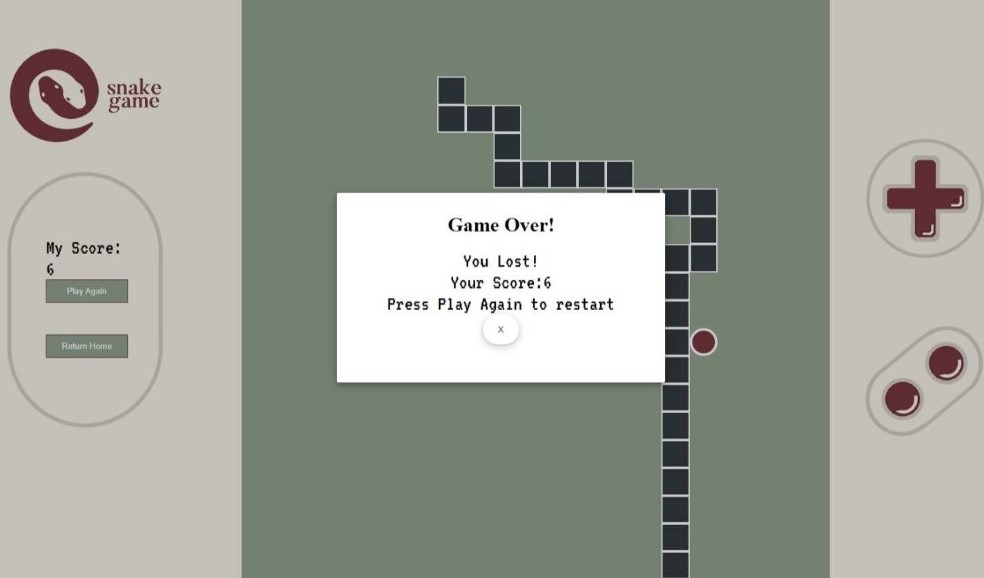 snake
game
My Score:
6
Play Again
Return Home
Game Over!
You Lost!
Your Score:6
Press Play Again to restart
x